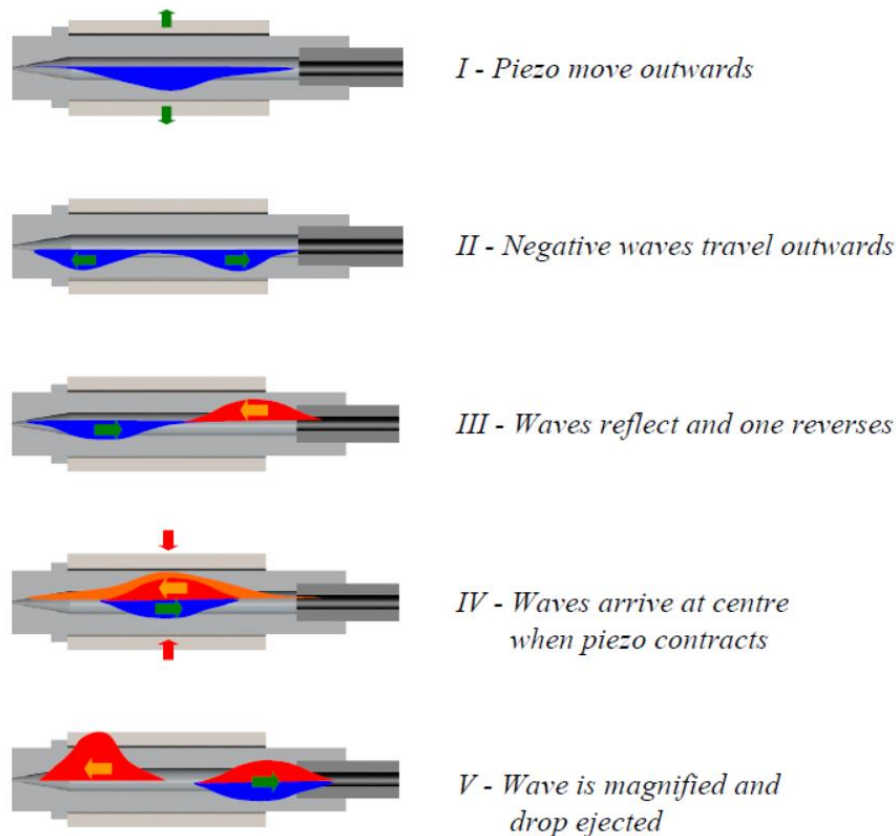 I - Piezo move outwards
II - Negative waves travel outwards
III - Waves reflect and one reverses
IV - Waves arrive at centre
when piezo contracts
V - Wave is magnified and
drop ejected